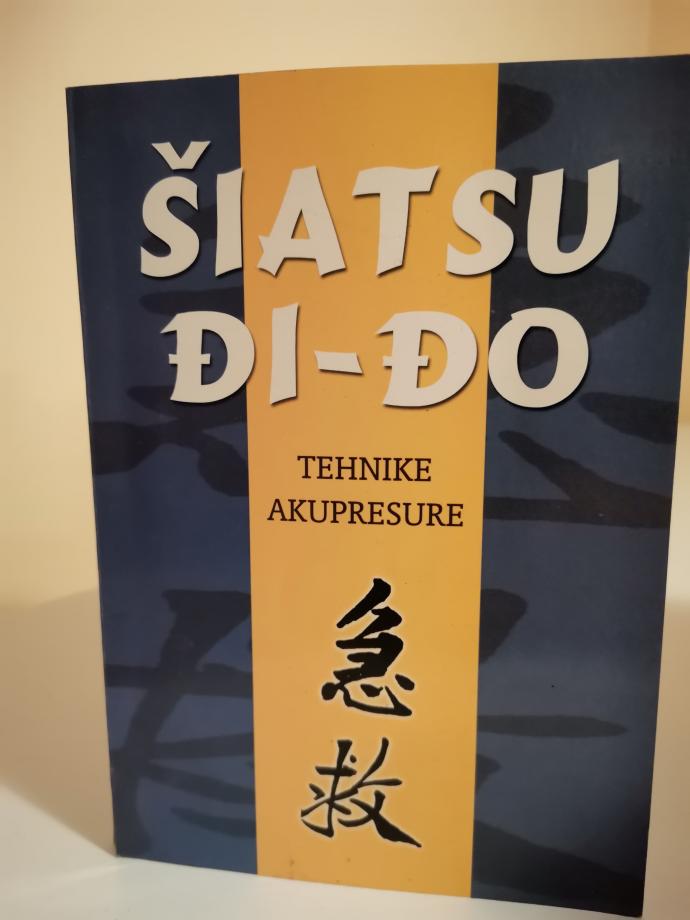 ŠIATSU
ĐI-ĐO
TEHNIKE
AKUPRESURE
急
救